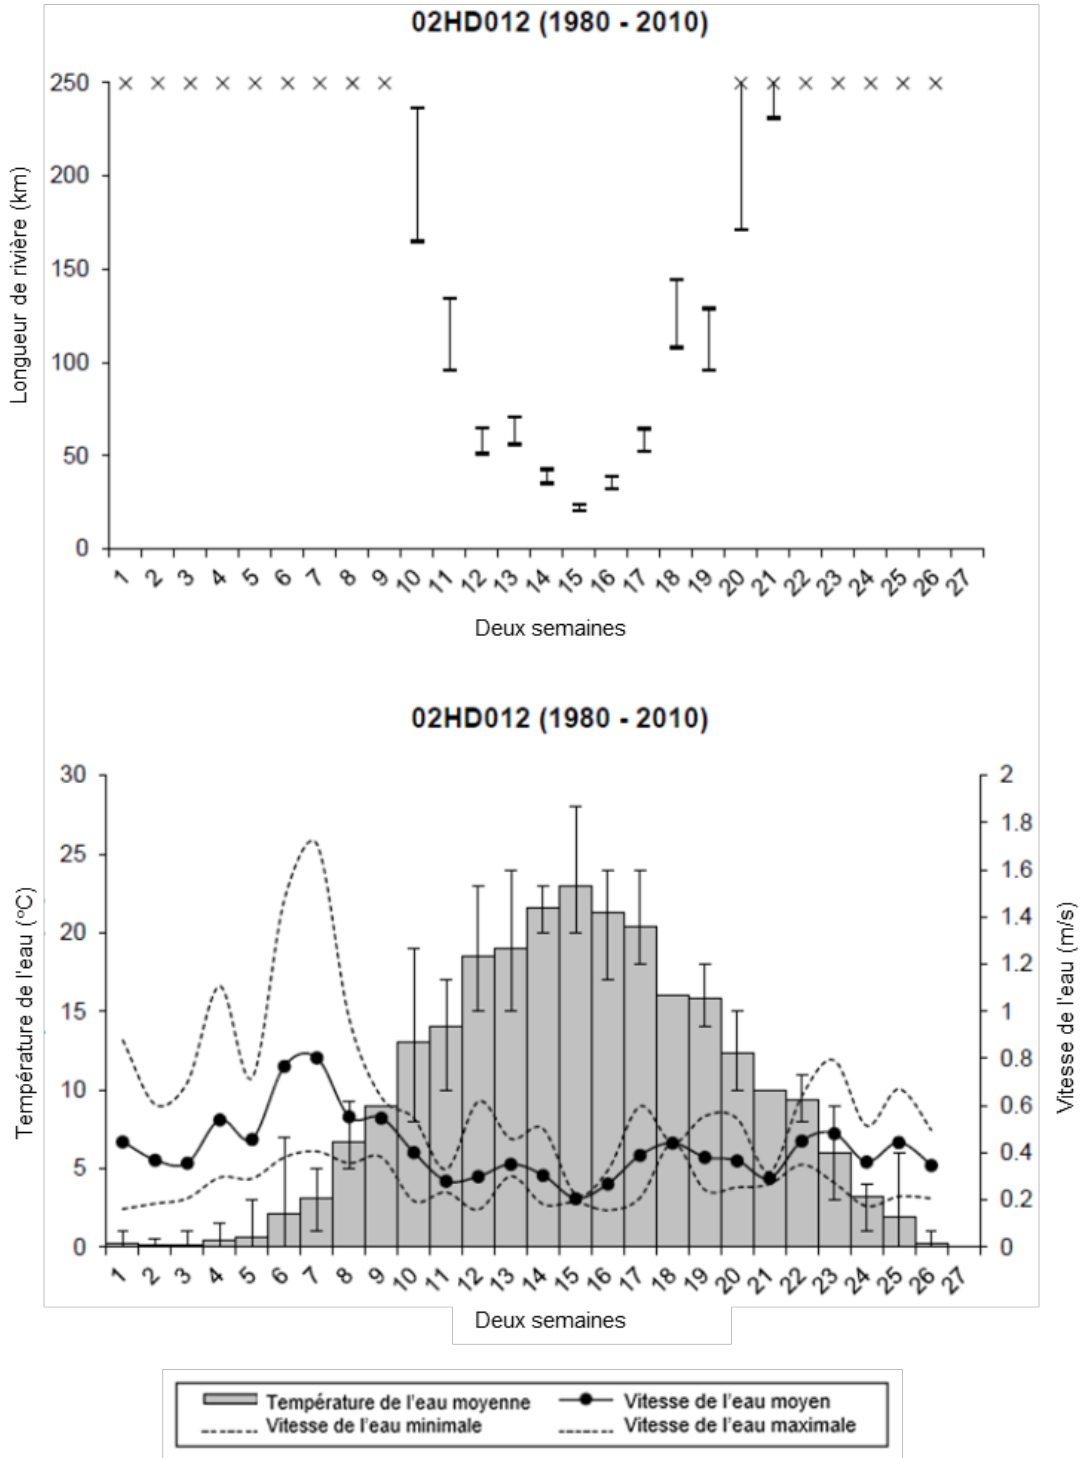 02HD012 (1980 - 2010)
250
200
150
100
50
0
Longueur de rivière (km)
1 2 3 4 5 6 7 8 9 10 11 12 13 14 15 16 17 18 19 20 21 22 23 24 25 26 27
Deux semaines
02HD012 (1980 - 2010)
30
25
20
15
10
5
0
Température de l'eau (°C)
2
1.8
1.6
1.4
1.2
1
0.8
0.6
0.4
0.2
0
Vitesse de l'eau (m/s)
1 2 3 4 5 6 7 8 9 10 11 12 13 14 15 16 17 18 19 20 21 22 23 24 25 26 27
Deux semaines
Température de l'eau moyenne Vitesse de l'eau moyen
Vitesse de l'eau minimale Vitesse de l'eau maximale